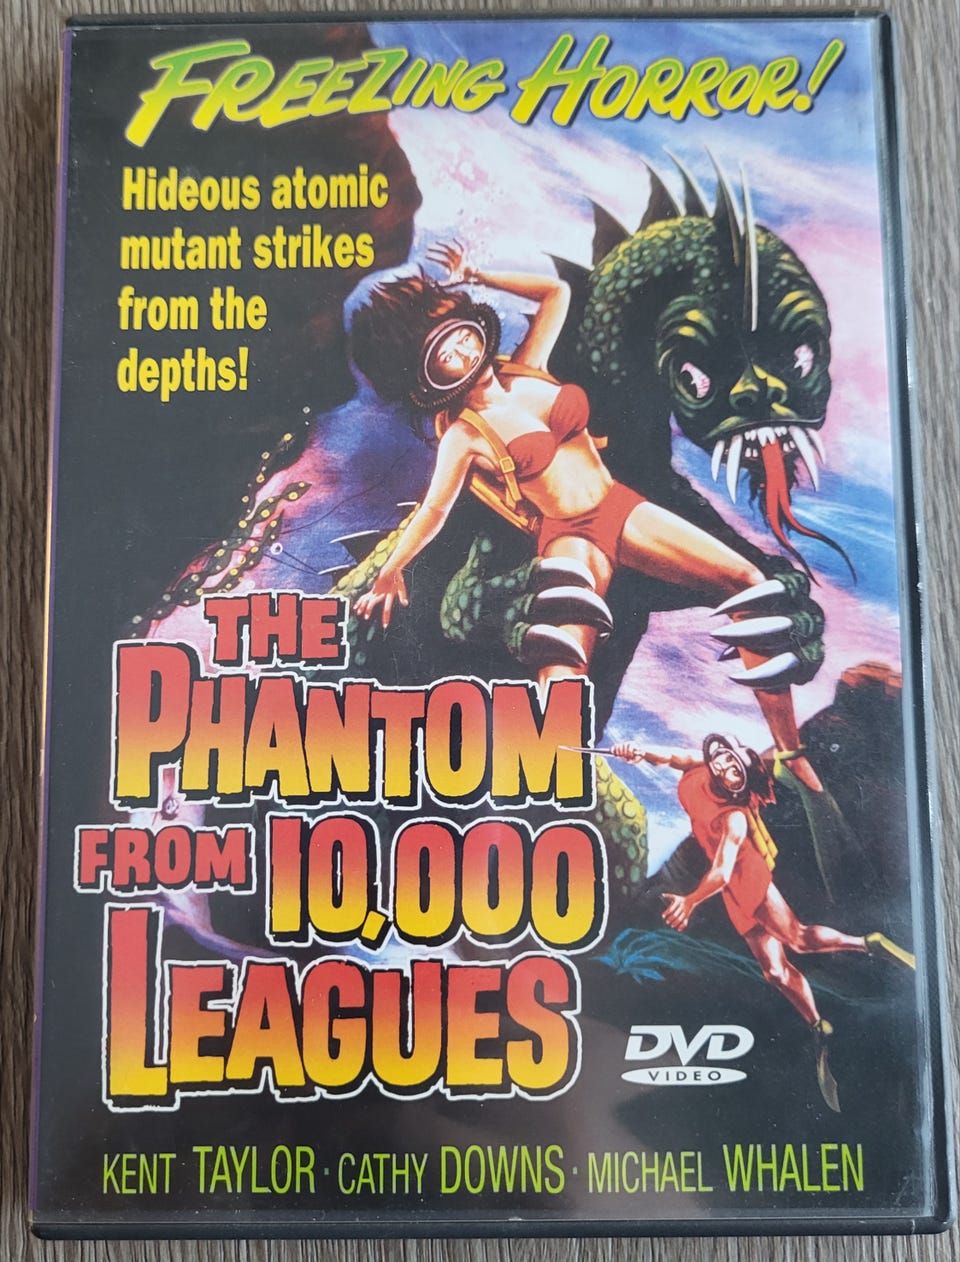 FREEZING HORROR!
Hideous atomic
mutant strikes
from the
depths!
THE
PHANTOM
FROM 10,000
LEAGUES
DVD
VIDEO
KENT TAYLOR · CATHY DOWNS · MICHAEL WHALEN